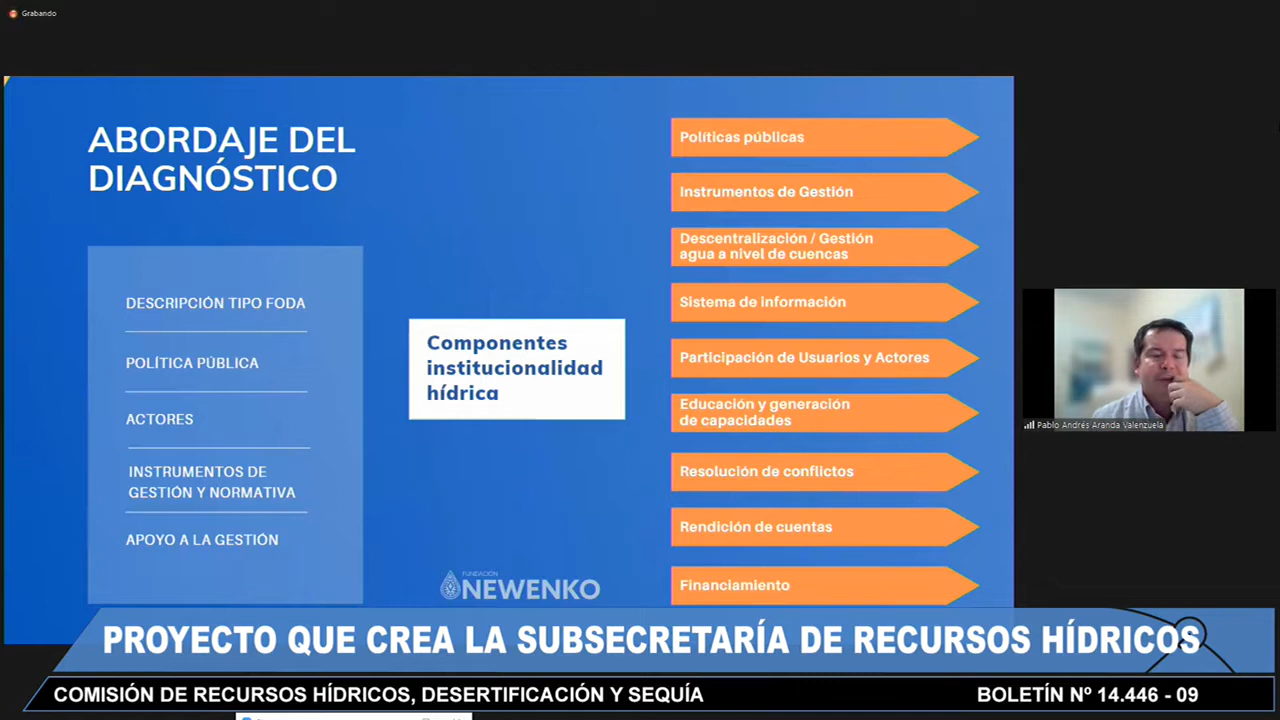 Grabando
ABORDAJE DEL
DIAGNÓSTICO
DESCRIPCIÓN TIPO FODA
POLÍTICA PÚBLICA
ACTORES
INSTRUMENTOS DE
GESTIÓN Y NORMATIVA
APOYO A LA GESTIÓN
Componentes
institucionalidad
hídrica
Políticas públicas
Instrumentos de Gestión
Descentralización / Gestión
agua a nivel de cuencas
Sistema de información
Participación de Usuarios y Actores
Educación y generación
de capacidades
Resolución de conflictos
Rendición de cuentas
Financiamiento
FUNDACIÓN
NEWENKO
Pablo Andrés Aranda Valenzuela
PROYECTO QUE CREA LA SUBSECRETARÍA DE RECURSOS HÍDRICOS
COMISIÓN DE RECURSOS HÍDRICOS, DESERTIFICACIÓN Y SEQUÍA
BOLETÍN Nº 14.446 - 09